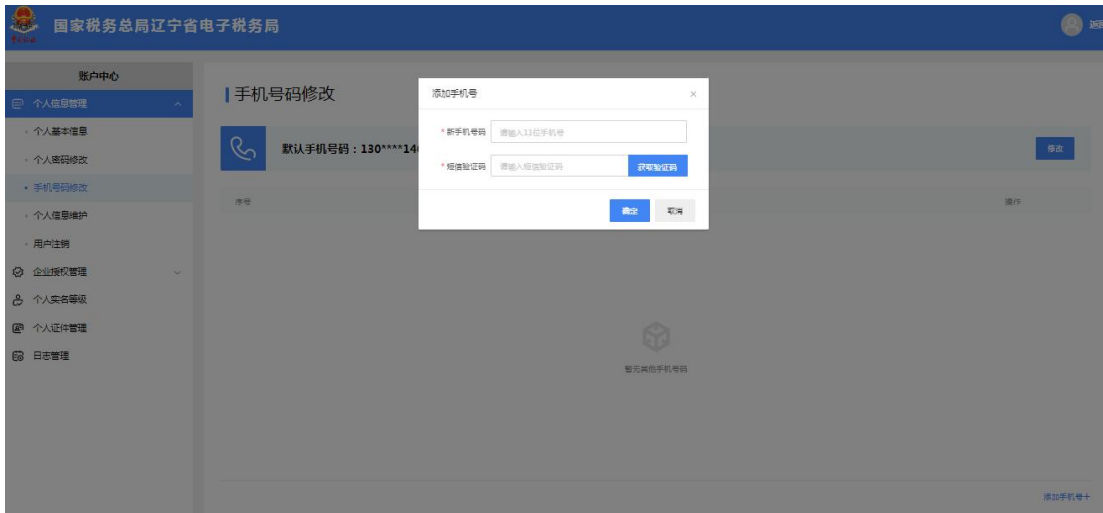 国家税务总局辽宁省电子税务局
账户中心
个人信息管理
个人基本信息
个人密码修改
手机号码修改
个人信息维护
用户注销
企业授权管理
个人实名等级
个人证件管理
日志管理
手机号码修改
默认手机号码：130****14
修改
序号
操作
添加手机号
×
*新手机号码
请输入11位手机号
*短信验证码
请输入短信验证码
获取验证码
确定
取消
暂无其他手机号码
添加手机号+